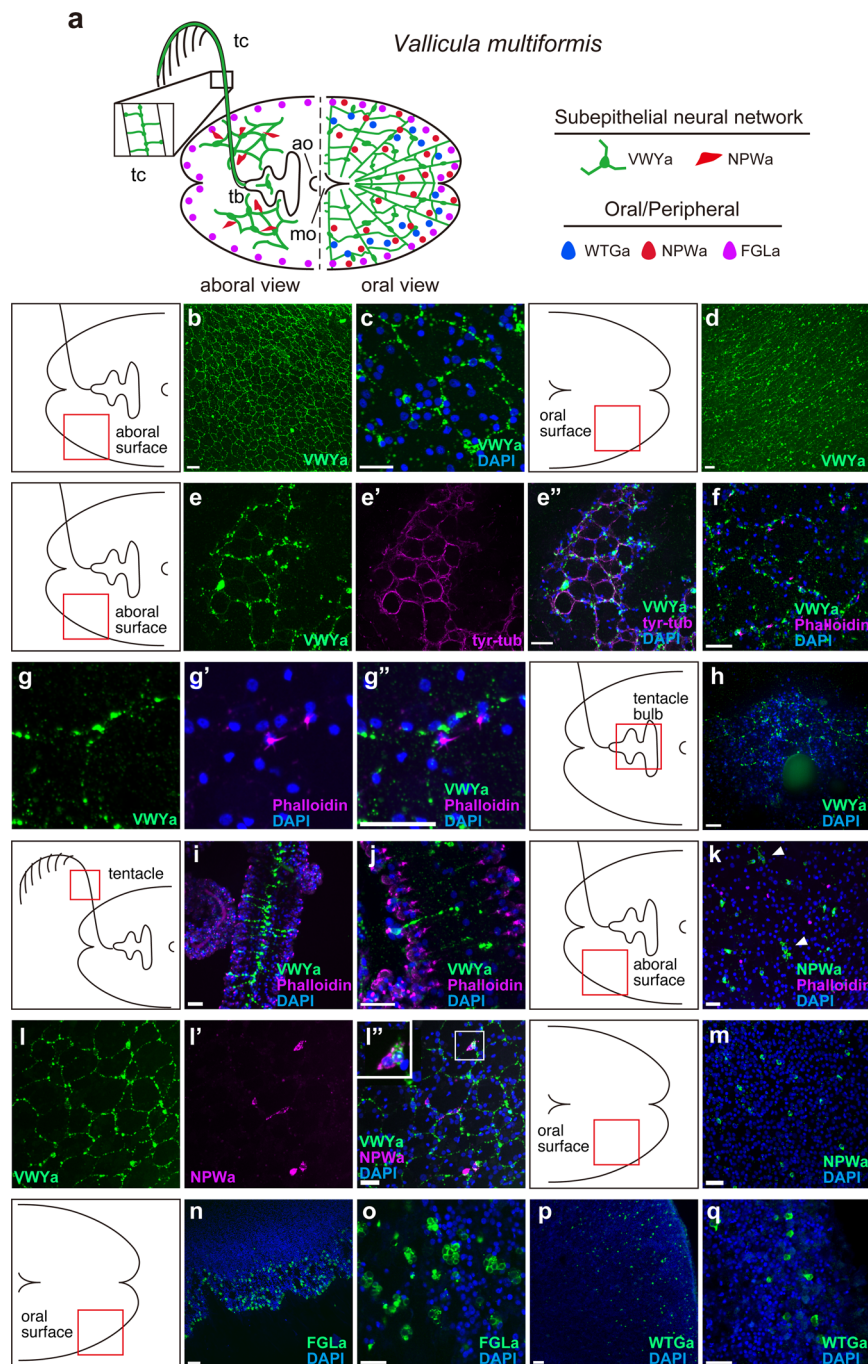 a
tc
Vallicula multiformis
Subepithelial neural network
VWYa
NPWa
tc
ao
tb
mo
Oral/Peripheral
WTGa
NPWa
FGLa
aboral view
oral view
aboral
surface
b
VWYa
c
VWYa
DAPI
oral
surface
d
VWYa
aboral
surface
e
VWYa
e'
tyr-tub
e"
VWYa
tyr-tub
DAPI
f
VWYa
Phalloidin
DAPI
g
VWYa
g'
Phalloidin
DAPI
g"
VWYa
Phalloidin
DAPI
tentacle
bulb
h
VWYa
DAPI
tentacle
i
VWYa
Phalloidin
DAPI
j
VWYa
Phalloidin
DAPI
aboral
surface
k
NPWa
Phalloidin
DAPI
l
VWYa
l'
NPWa
l"
VWYa
NPWa
DAPI
oral
surface
m
NPWa
DAPI
oral
surface
n
FGLa
DAPI
o
FGLa
DAPI
p
WTGa
DAPI
q
WTGa
DAPI